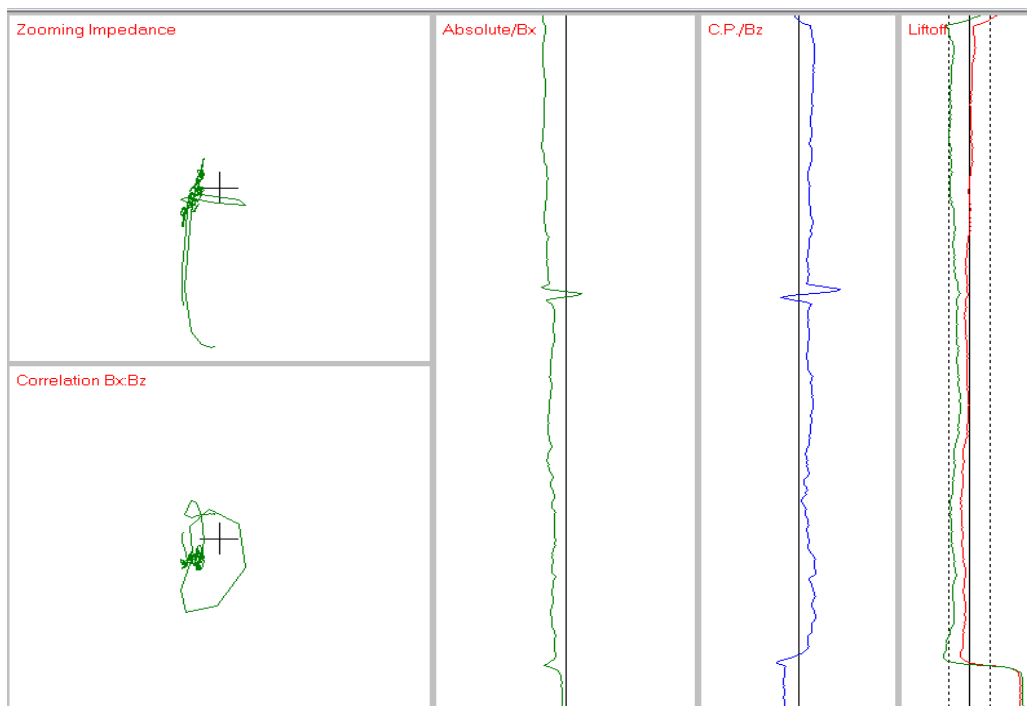 Zooming Impedance
Absolute/Bx
C.P./Bz
Liftoff
Correlation Bx:Bz